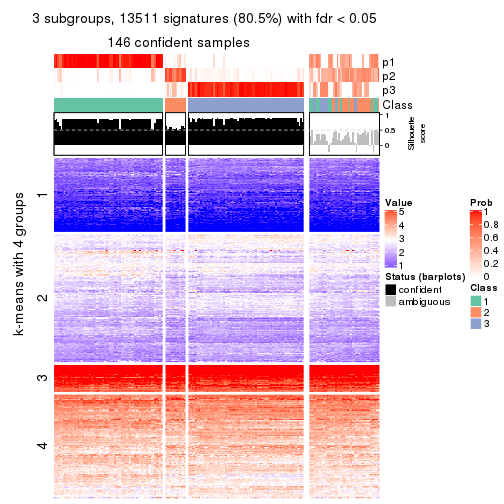 3 subgroups, 13511 signatures (80.5%) with fdr < 0.05
146 confident samples
p1
p2
p3
Class
1
0.5
0
Silhouette
score
k-means with 4 groups
1
2
3
4
Value
5
4
3
2
1
Status (barplots)
confident
ambiguous
Prob
1
0.8
0.6
0.4
0.2
0
Class
1
2
3